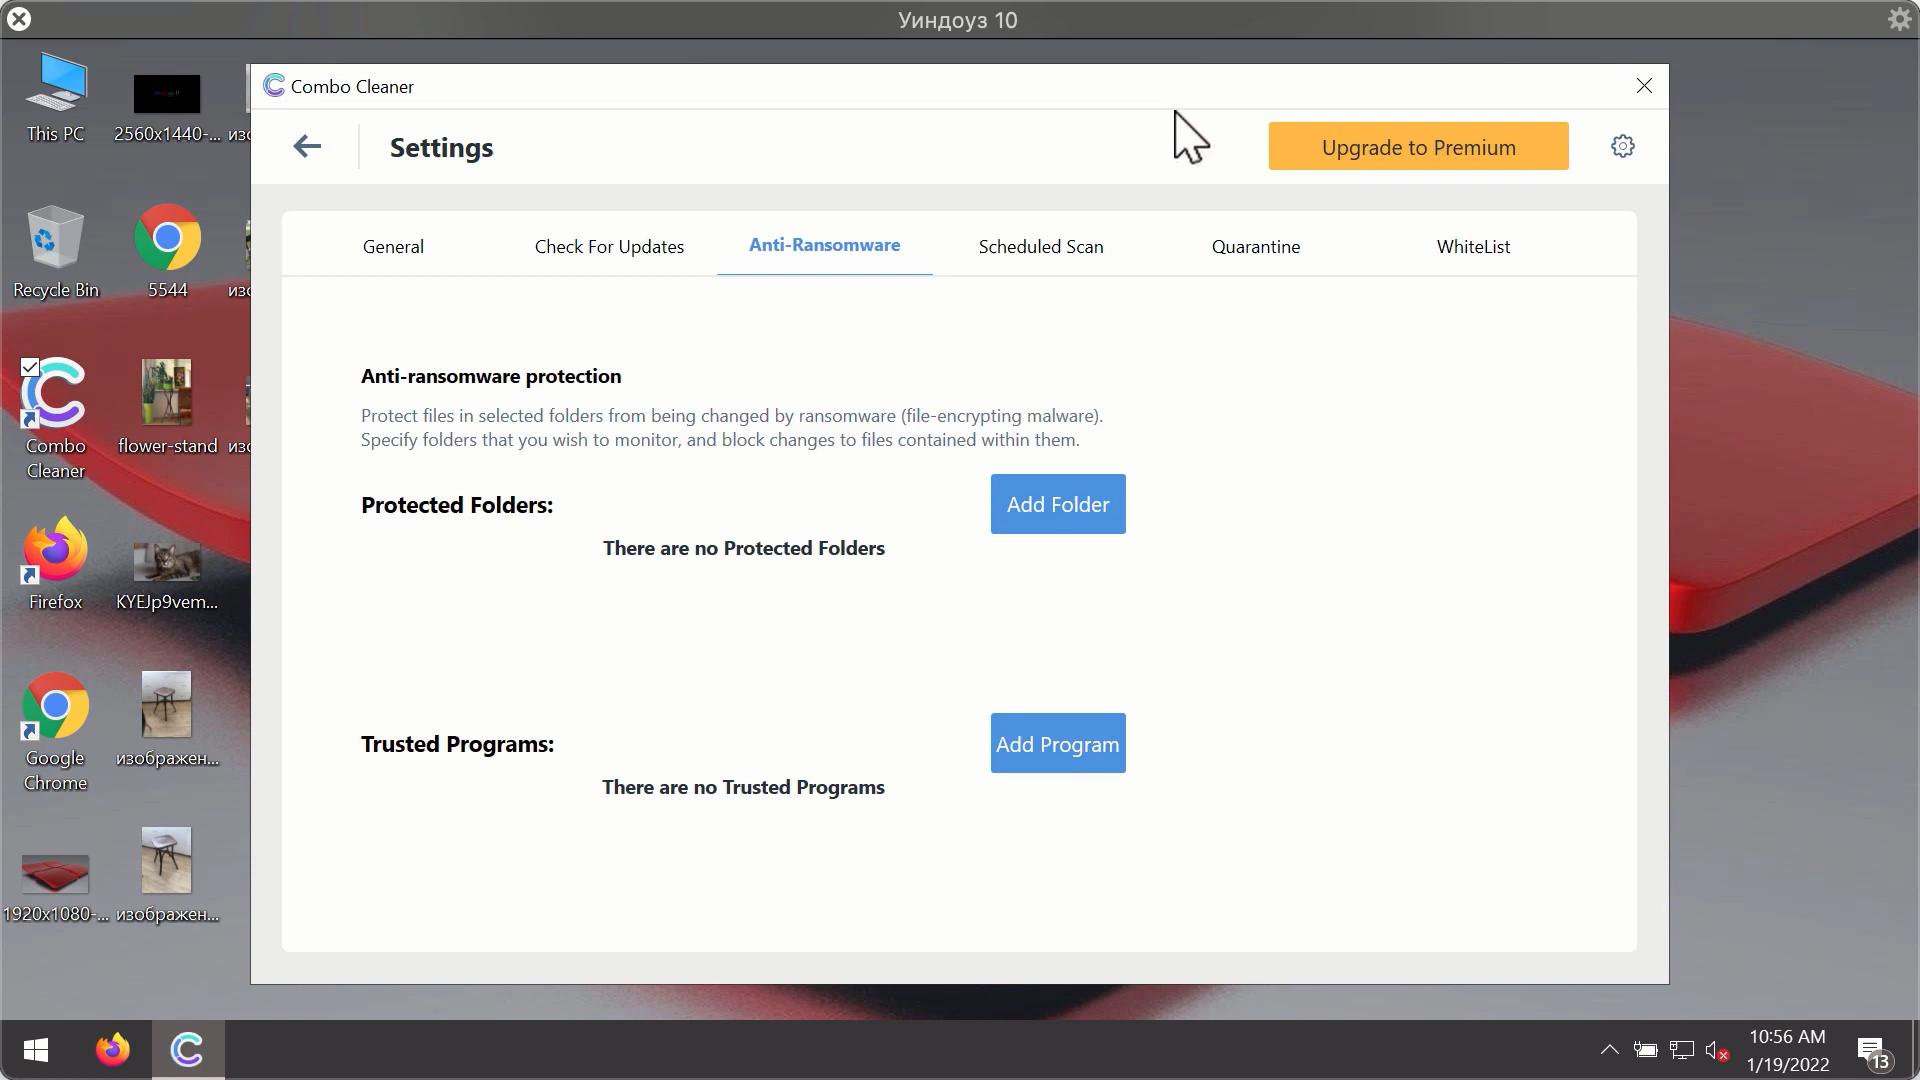 Уиндоуз 10
This PC
2560x1440-...
изо
Recycle Bin
5544
изо
Combo
Cleaner
flower-stand
изо
Firefox
KYEJp9vem...
Google
Chrome
изображен...
1920x1080-...
изображен...
Combo Cleaner
Settings
Upgrade to Premium
General
Check For Updates
Anti-Ransomware
Scheduled Scan
Quarantine
WhiteList
Anti-ransomware protection
Protect files in selected folders from being changed by ransomware (file-encrypting malware).
Specify folders that you wish to monitor, and block changes to files contained within them.
Protected Folders:
Add Folder
There are no Protected Folders
Trusted Programs:
Add Program
There are no Trusted Programs
10:56 AM
1/19/2022
13